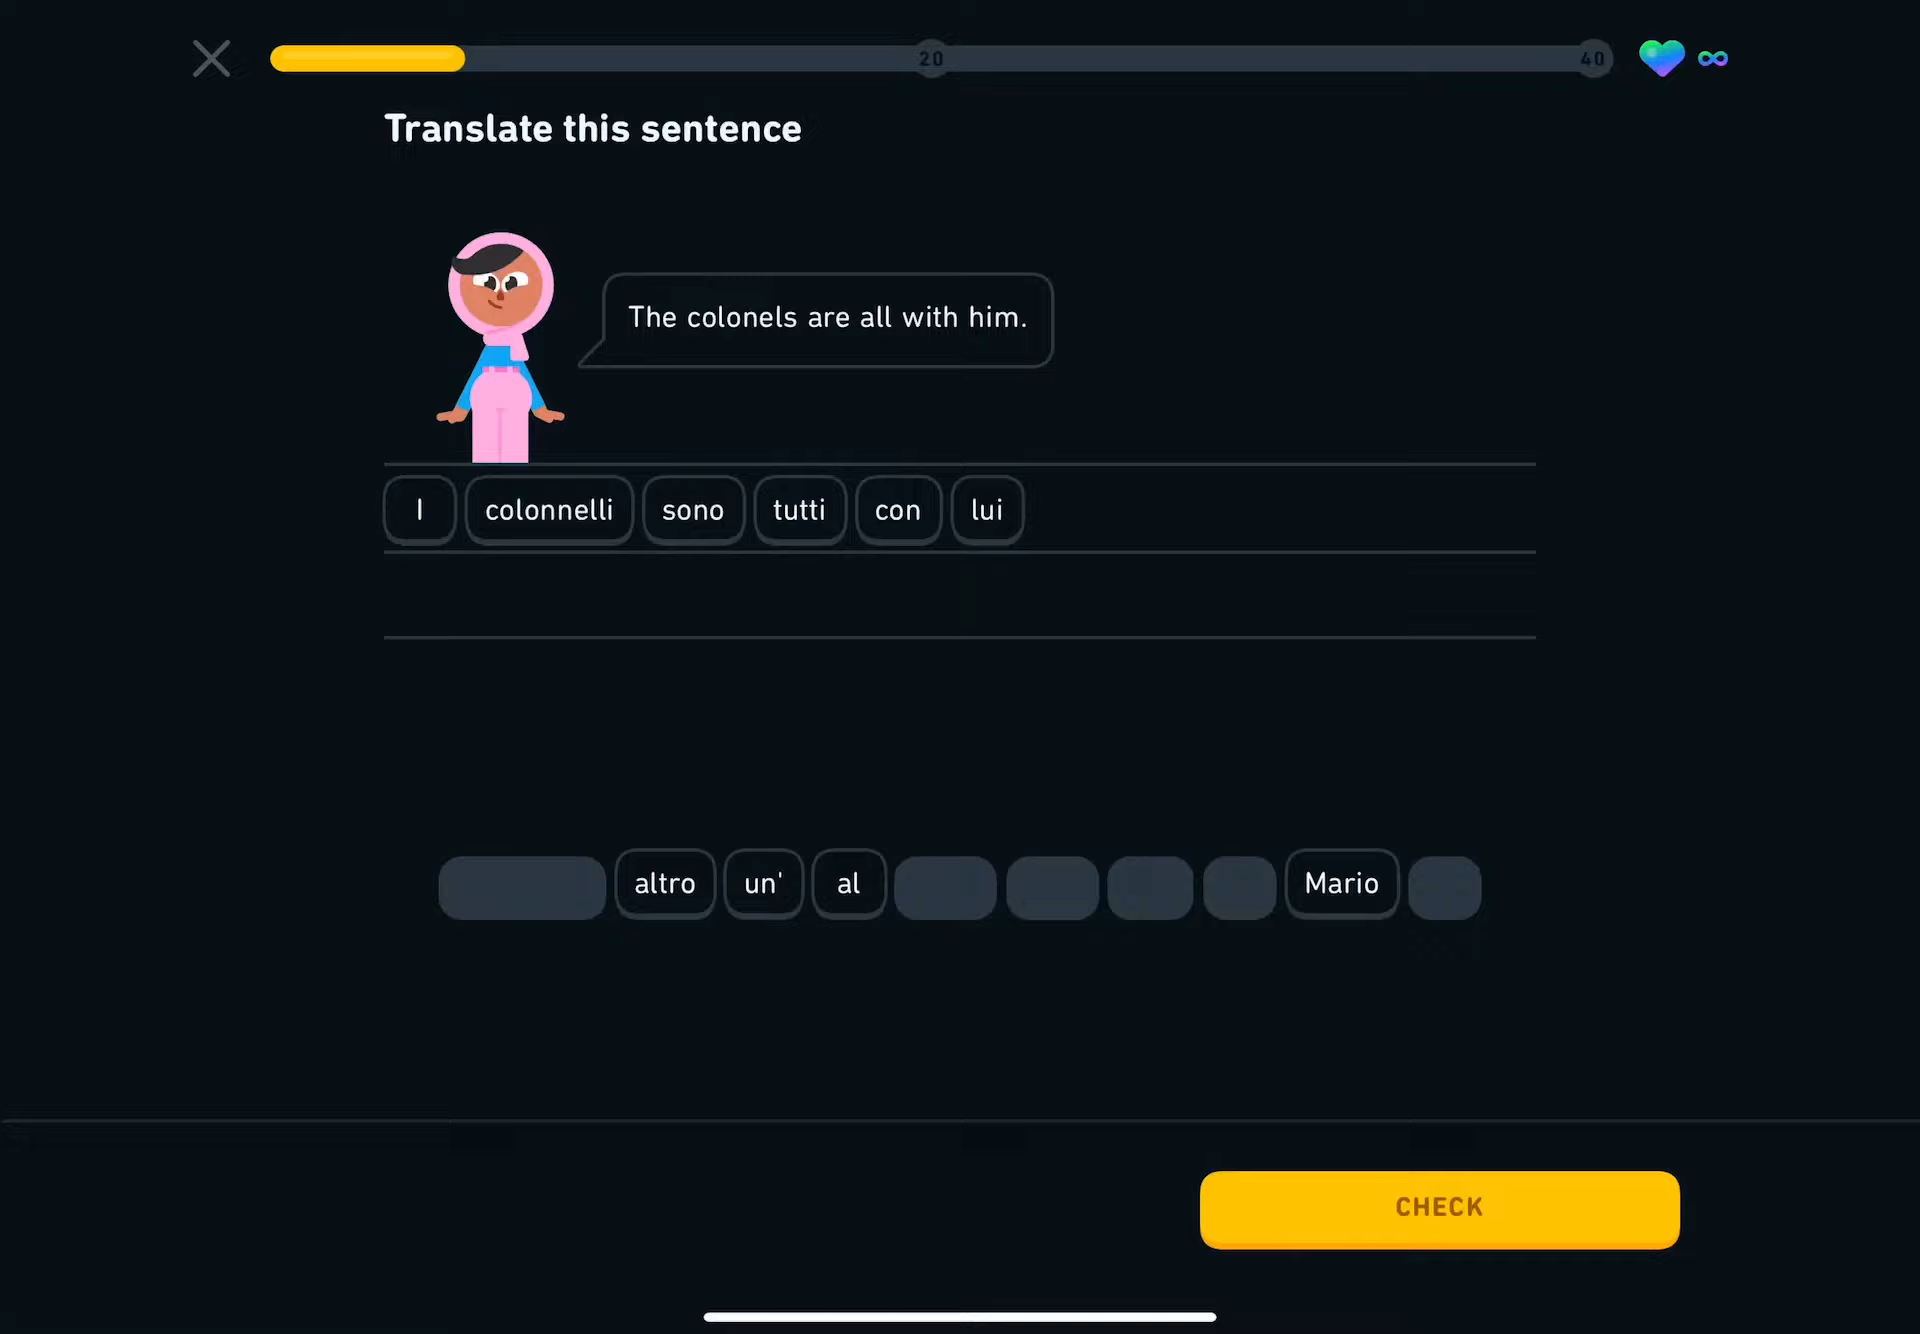 20 40
Translate this sentence
The colonels are all with him.
I colonnelli sono tutti con lui
altro un' al Mario
CHECK